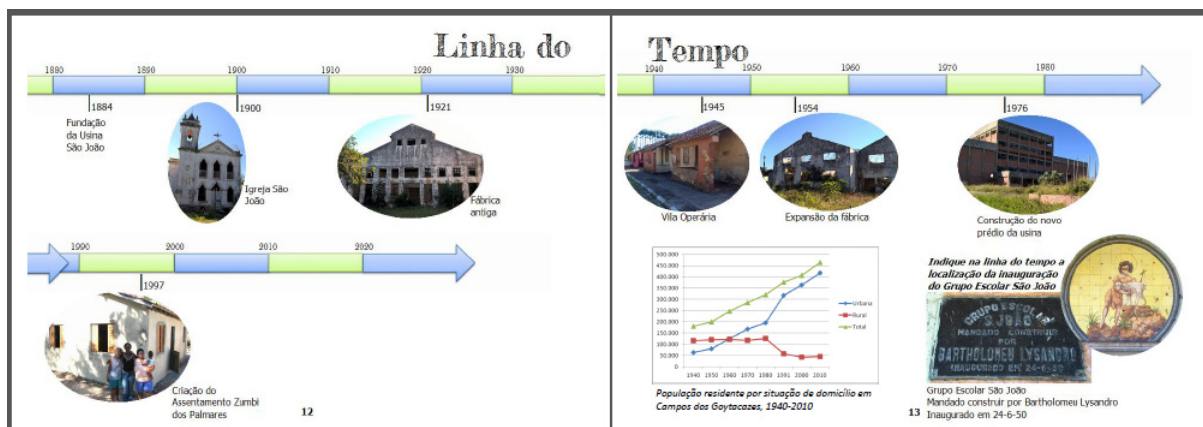 Linha do
1880 1890 1900 1910 1920 1930
1884
Fundação
da Usina
São João
1900
Igreja São
João
1921
Fábrica
antiga
1990 2000 2010 2020
1997
Criação do
Assentamento Zumbi
dos Palmares
12
Tempo
1940 1950 1960 1970 1980
1945
Vila Operária
1954
Expansão da fábrica
1976
Construção do novo
prédio da usina
500.000
450.000
400.000
350.000
300.000
250.000
200.000
150.000
100.000
50.000
0
1940 1950 1960 1970 1980 1991 2000 2010
Urbana
Rural
Total
População residente por situação de domicílio em
Campos dos Goytacazes, 1940-2010
Indique na linha do tempo a
localização da inauguração
do Grupo Escolar São João
GRUPO ESCOLAR
S. JOÃO
MANDADO CONSTRUIR
POR
BARTHOLOMEU LYSANDRO
INAUGURADO EM 24-6-50
Grupo Escolar São João
Mandado construir por Bartholomeu Lysandro
Inaugurado em 24-6-50
13